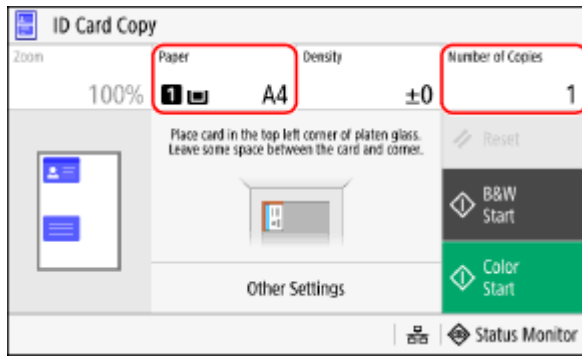 ID Card Copy
Zoom
100%
Paper
1 A4
Density
±0
Number of Copies
1
Place card in the top left corner of platen glass.
Leave some space between the card and corner.
Other Settings
Reset
B&W
Start
Color
Start
Status Monitor